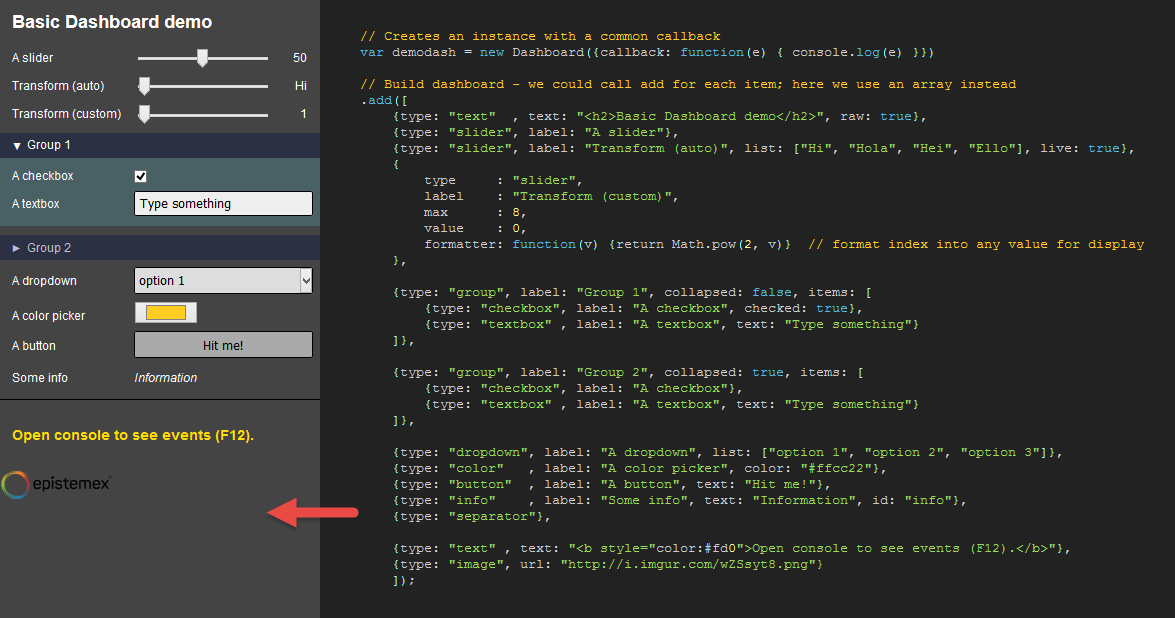 Basic Dashboard demo
A slider 50
Transform (auto) Hi
Transform (custom) 1
▼ Group 1
A checkbox
A textbox Type something
► Group 2
A dropdown option 1
A color picker
A button Hit me!
Some info Information
Open console to see events (F12).
epistemex
// Creates an instance with a common callback
var demodash = new Dashboard({callback: function(e) { console.log(e) }})
// Build dashboard - we could call add for each item; here we use an array instead
.add([
{type: "text"  , text: "<h2>Basic Dashboard demo</h2>", raw: true},
{type: "slider", label: "A slider"},
{type: "slider", label: "Transform (auto)", list: ["Hi", "Hola", "Hei", "Ello"], live: true},
{
type     : "slider",
label    : "Transform (custom)",
max      : 8,
value    : 0,
formatter: function(v) {return Math.pow(2, v)}  // format index into any value for display
},
{type: "group", label: "Group 1", collapsed: false, items: [
{type: "checkbox", label: "A checkbox", checked: true},
{type: "textbox" , label: "A textbox", text: "Type something"}
]},
{type: "group", label: "Group 2", collapsed: true, items: [
{type: "checkbox", label: "A checkbox"},
{type: "textbox" , label: "A textbox", text: "Type something"}
]},
{type: "dropdown", label: "A dropdown", list: ["option 1", "option 2", "option 3"]},
{type: "color"   , label: "A color picker", color: "#ffcc22"},
{type: "button"  , label: "A button", text: "Hit me!"},
{type: "info"    , label: "Some info", text: "Information", id: "info"},
{type: "separator"},
{type: "text" , text: "<b style="color:#fd0">Open console to see events (F12).</b>"},
{type: "image", url: "http://i.imgur.com/wZSsyt8.png"}
]);